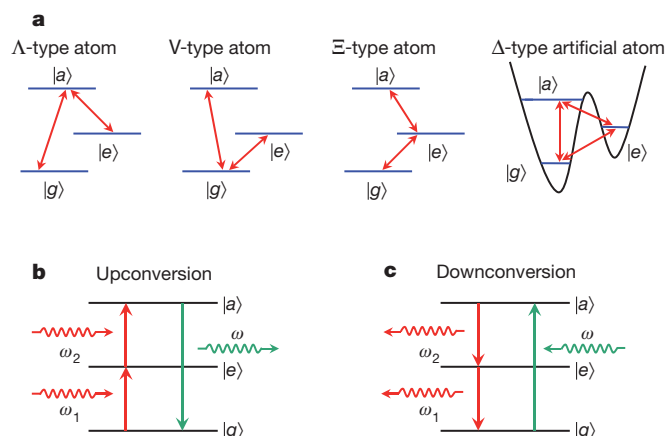 a
Λ-type atom V-type atom Ξ-type atom Δ-type artificial atom
|a⟩ |a⟩ |a⟩ |a⟩
|e⟩ |e⟩ |e⟩ |e⟩
|g⟩ |g⟩ |g⟩ |g⟩
b Upconversion
|a⟩
ω
ω₂
|e⟩
ω₁
|g⟩
c Downconversion
|a⟩
ω
ω₂
|e⟩
ω₁
|g⟩